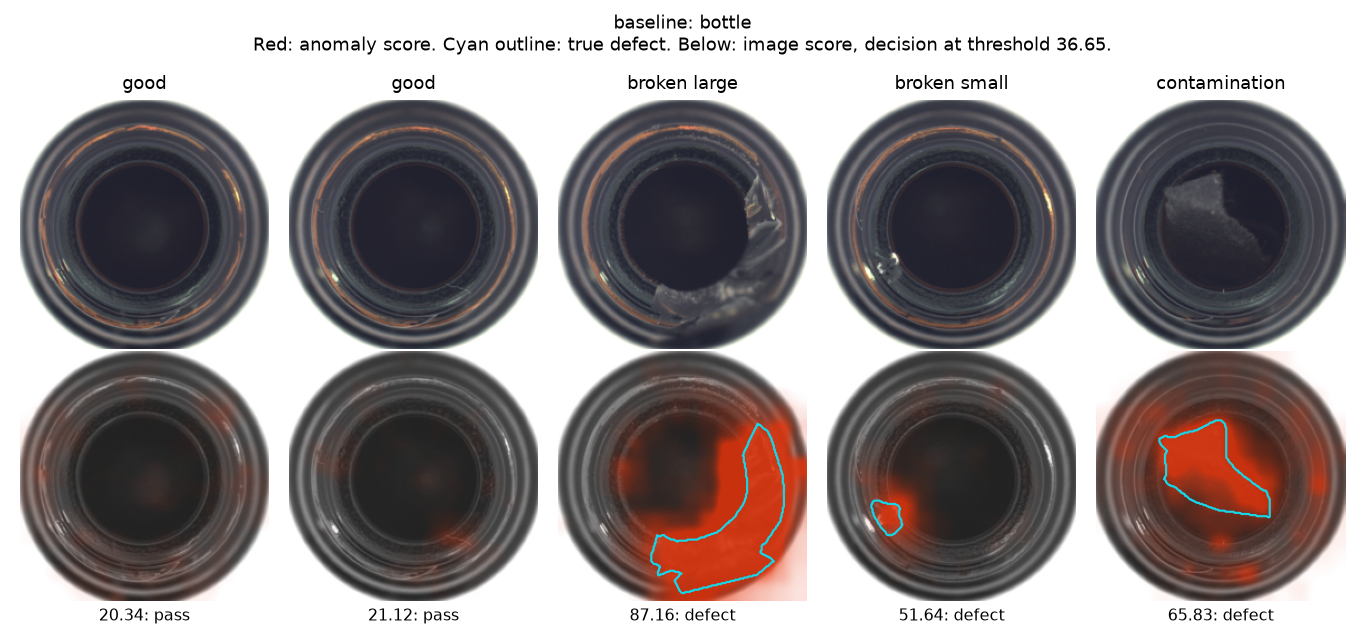 baseline: bottle
Red: anomaly score. Cyan outline: true defect. Below: image score, decision at threshold 36.65.
good good broken large broken small contamination
20.34: pass 21.12: pass 87.16: defect 51.64: defect 65.83: defect